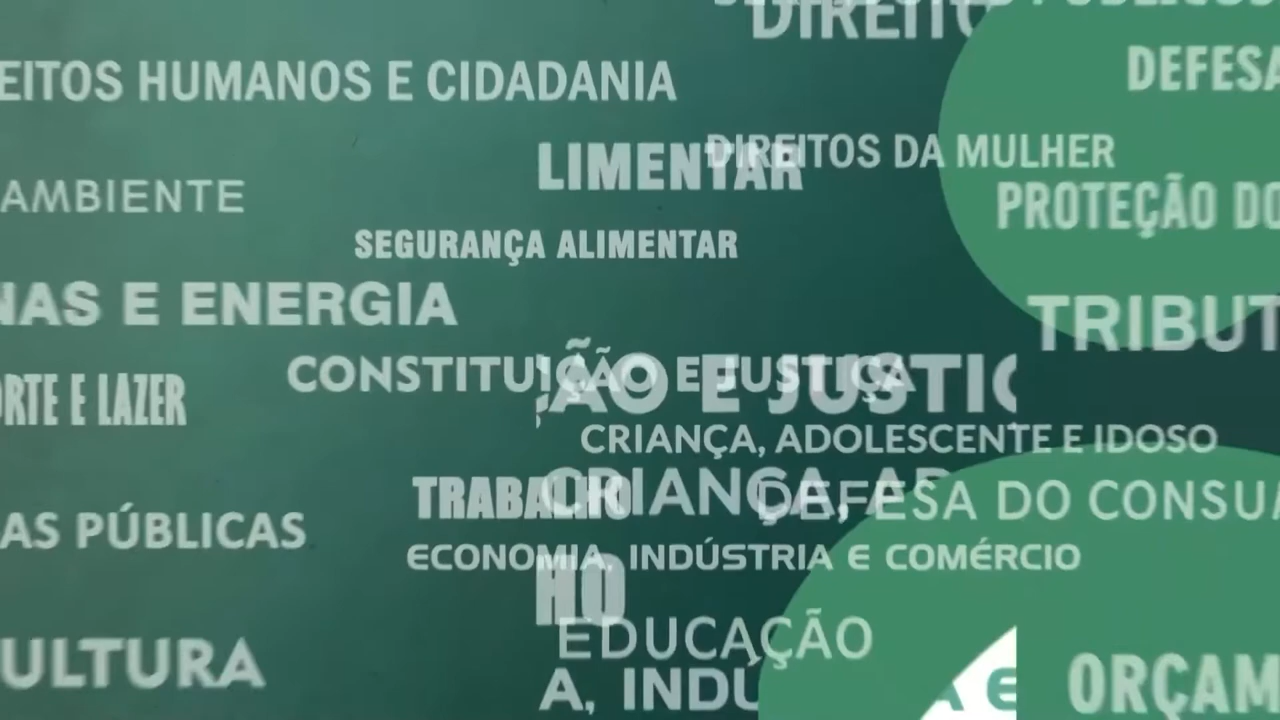 DIREITO
EITOS HUMANOS E CIDADANIA
DEFESA
LIMENTAR
DIREITOS DA MULHER
AMBIENTE
PROTEÇÃO DO
SEGURANÇA ALIMENTAR
NAS E ENERGIA
TRIBUT
CONSTITUIÇÃO E JUSTIÇA
ÃO E JUSTIÇ
ORTE E LAZER
CRIANÇA, ADOLESCENTE E IDOSO
TRABALHO
CRIANÇA, AD
DEFESA DO CONSU
AS PÚBLICAS
ECONOMIA, INDÚSTRIA E COMÉRCIO
HO
EDUCAÇÃO
ULTURA
A, INDÚ
A E
ORÇAM